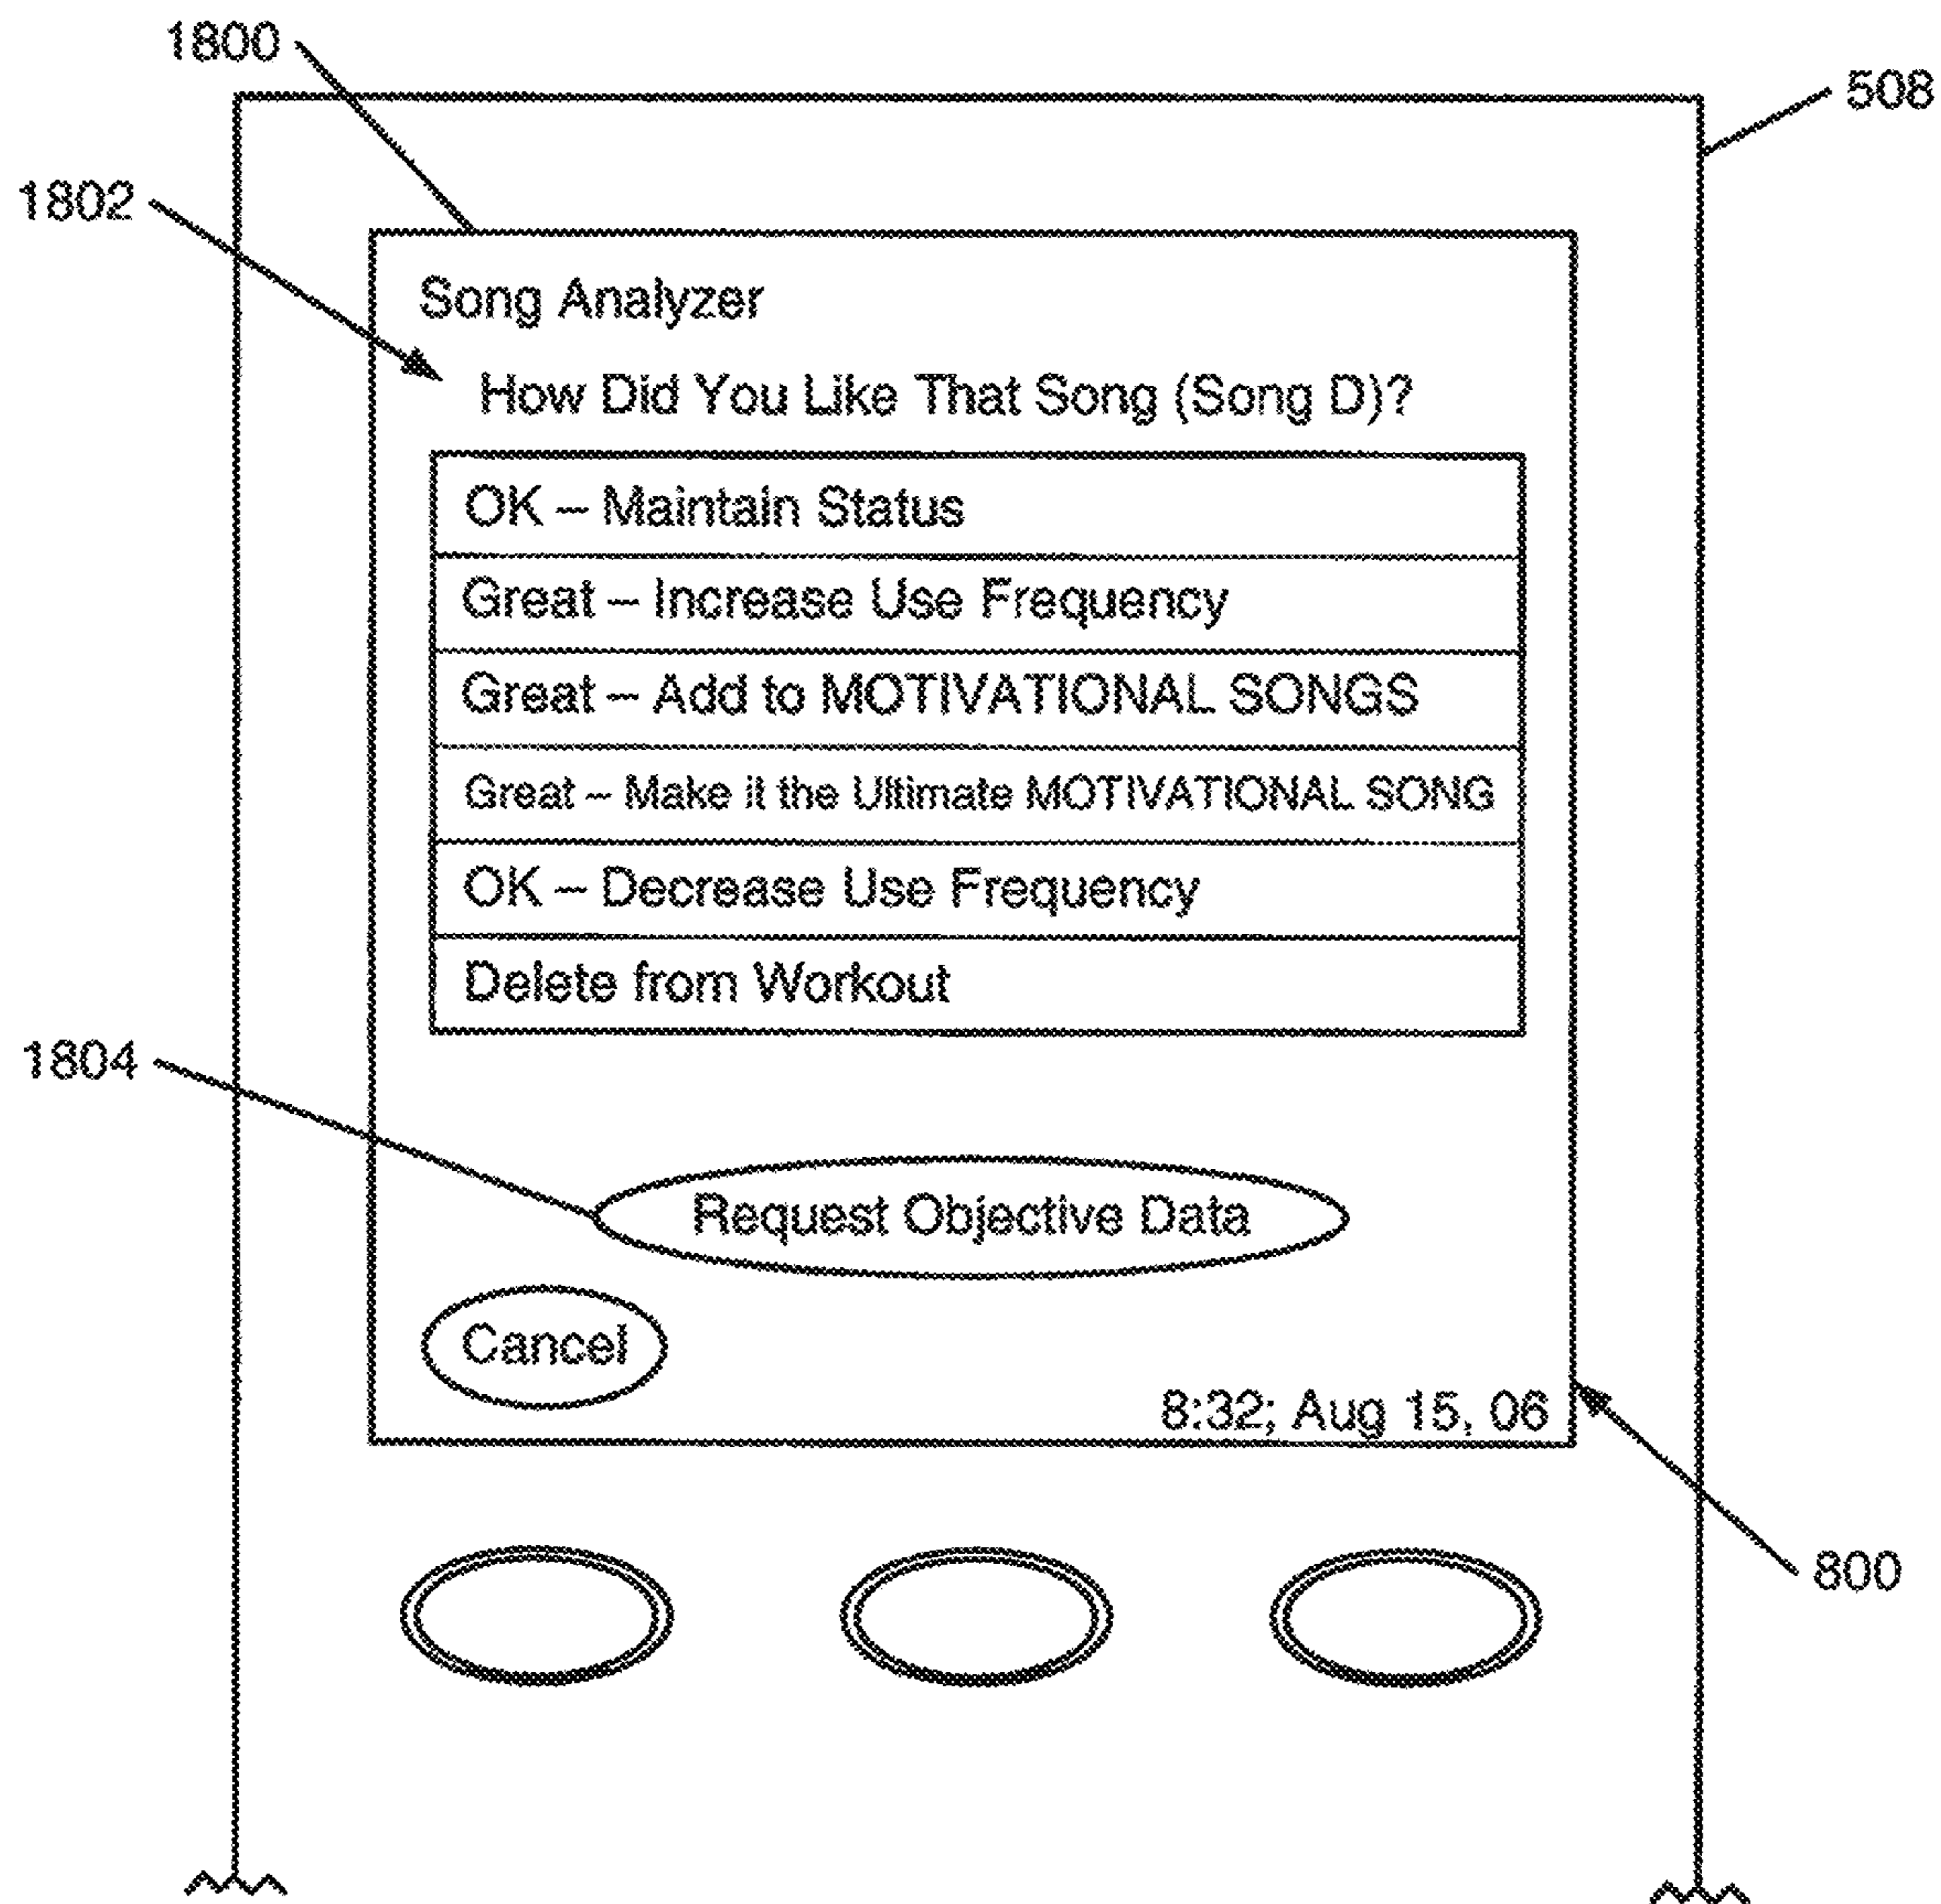 1800
508
1802
Song Analyzer
How Did You Like That Song (Song D)?
OK – Maintain Status
Great – Increase Use Frequency
Great – Add to MOTIVATIONAL SONGS
Great – Make it the Ultimate MOTIVATIONAL SONG
OK – Decrease Use Frequency
Delete from Workout
1804
Request Objective Data
Cancel
8:32; Aug 15, 06
800